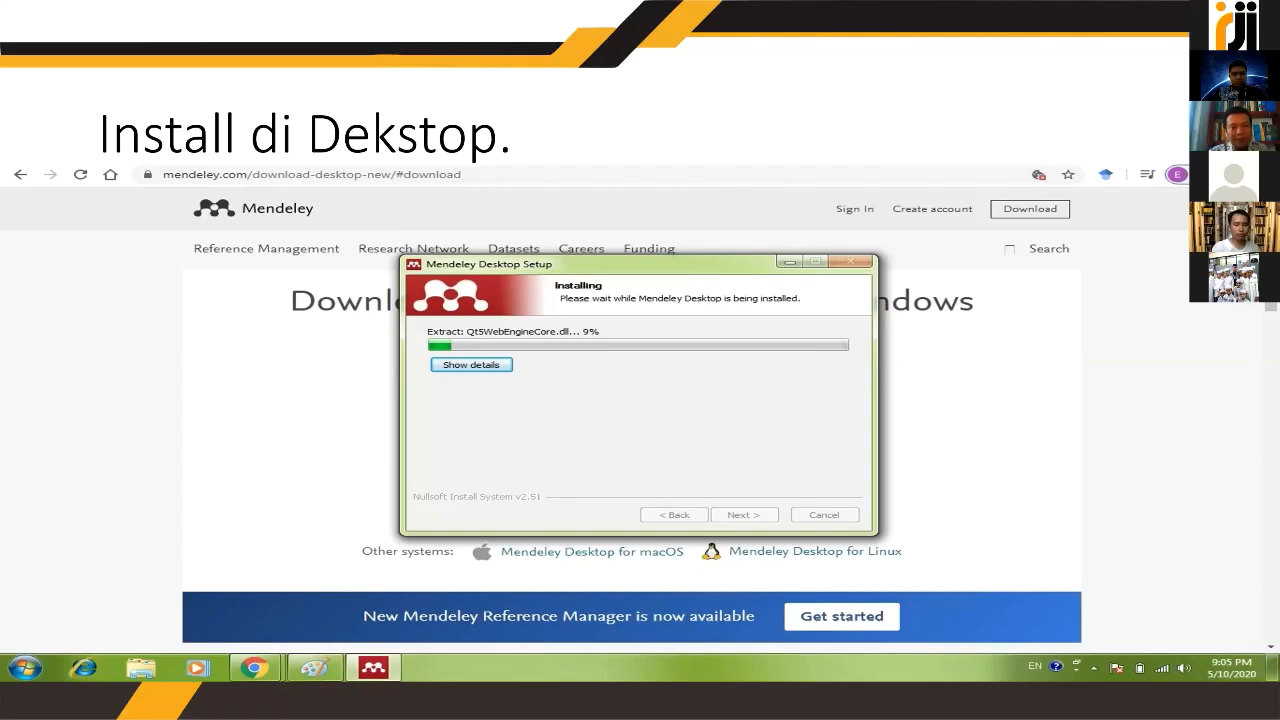 rji
Install di Dekstop.
mendeley.com/download-desktop-new/#download
E
Mendeley
Sign In
Create account
Download
Reference Management
Research Network
Datasets
Careers
Funding
Search
Mendeley Desktop Setup
Installing
Please wait while Mendeley Desktop is being installed.
Extract: Qt5WebEngineCore.dll... 9%
Show details
Nullsoft Install System v2.51
< Back
Next >
Cancel
Other systems:
Mendeley Desktop for macOS
Mendeley Desktop for Linux
New Mendeley Reference Manager is now available
Get started
EN
9:05 PM
5/10/2020